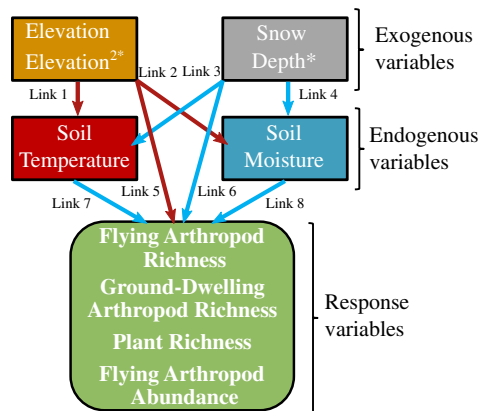 Elevation
Elevation²*
Snow
Depth*
Exogenous
variables
Link 1
Link 2
Link 3
Link 4
Soil
Temperature
Soil
Moisture
Endogenous
variables
Link 5
Link 6
Link 7
Link 8
Flying Arthropod
Richness
Ground-Dwelling
Arthropod Richness
Plant Richness
Flying Arthropod
Abundance
Response
variables